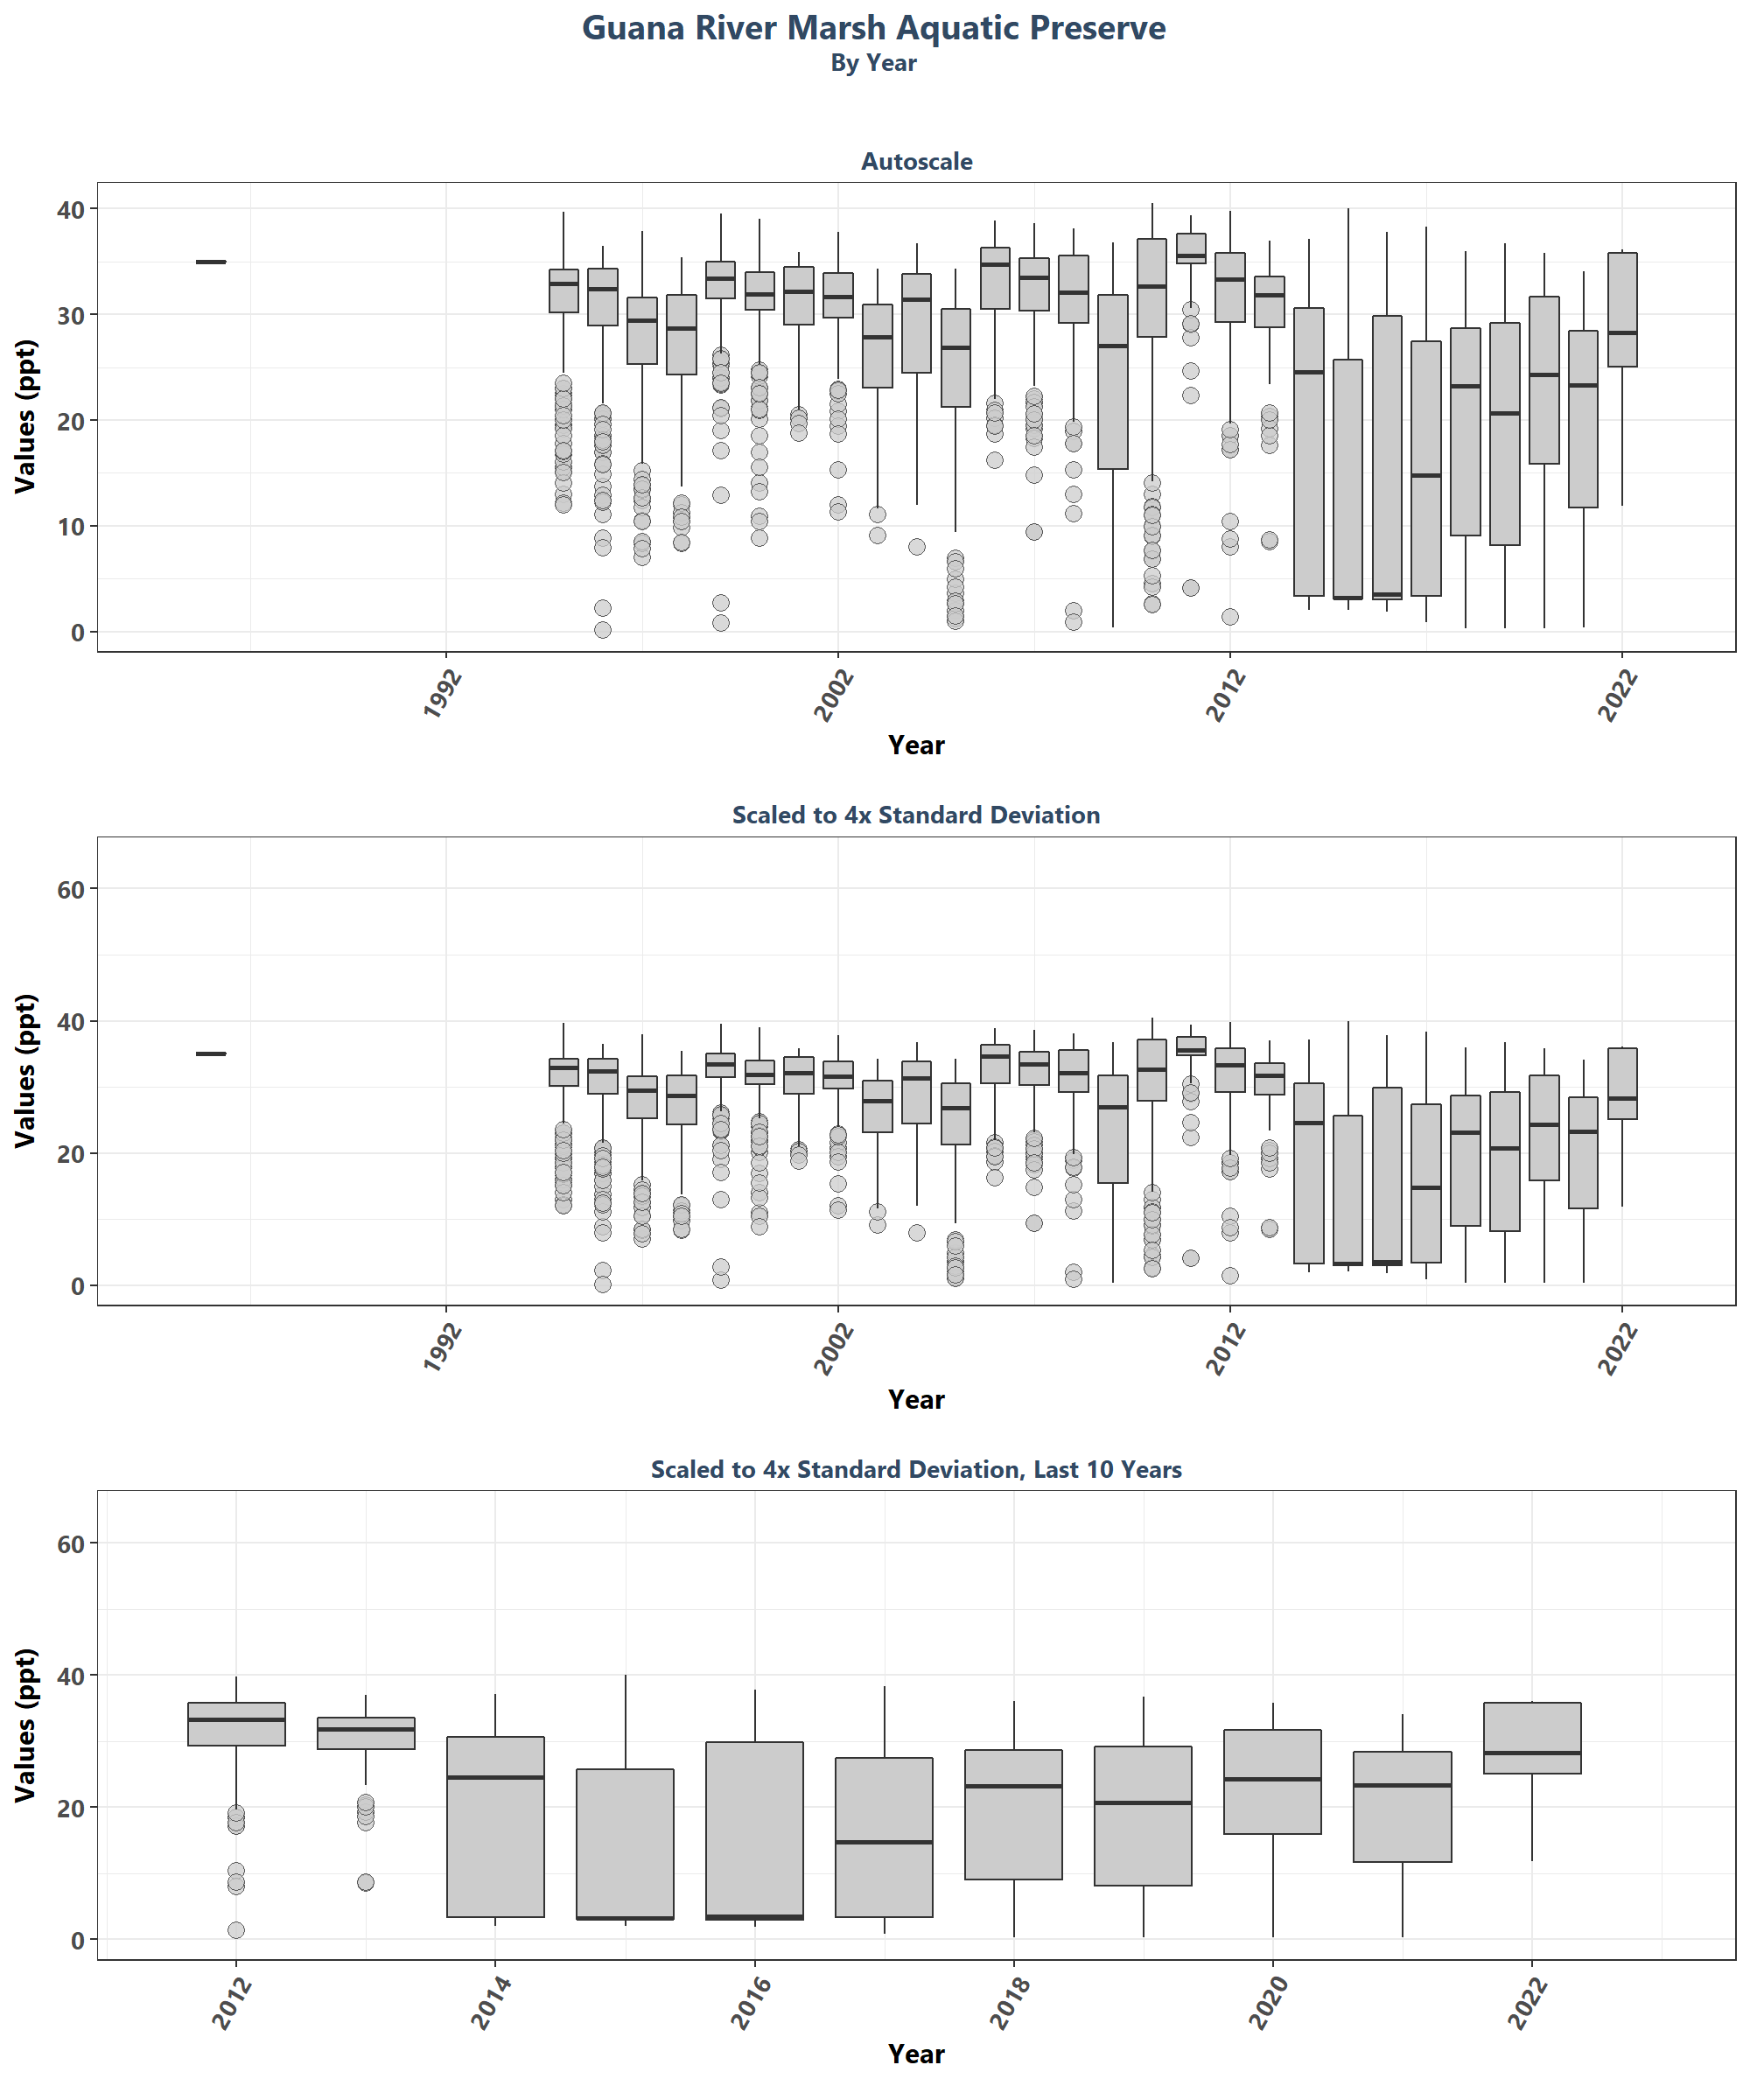 Guana River Marsh Aquatic Preserve
By Year
Autoscale
Values (ppt)
40
30
20
10
0
1992 2002 2012 2022
Year
Scaled to 4x Standard Deviation
Values (ppt)
60
40
20
0
1992 2002 2012 2022
Year
Scaled to 4x Standard Deviation, Last 10 Years
Values (ppt)
60
40
20
0
2012 2014 2016 2018 2020 2022
Year